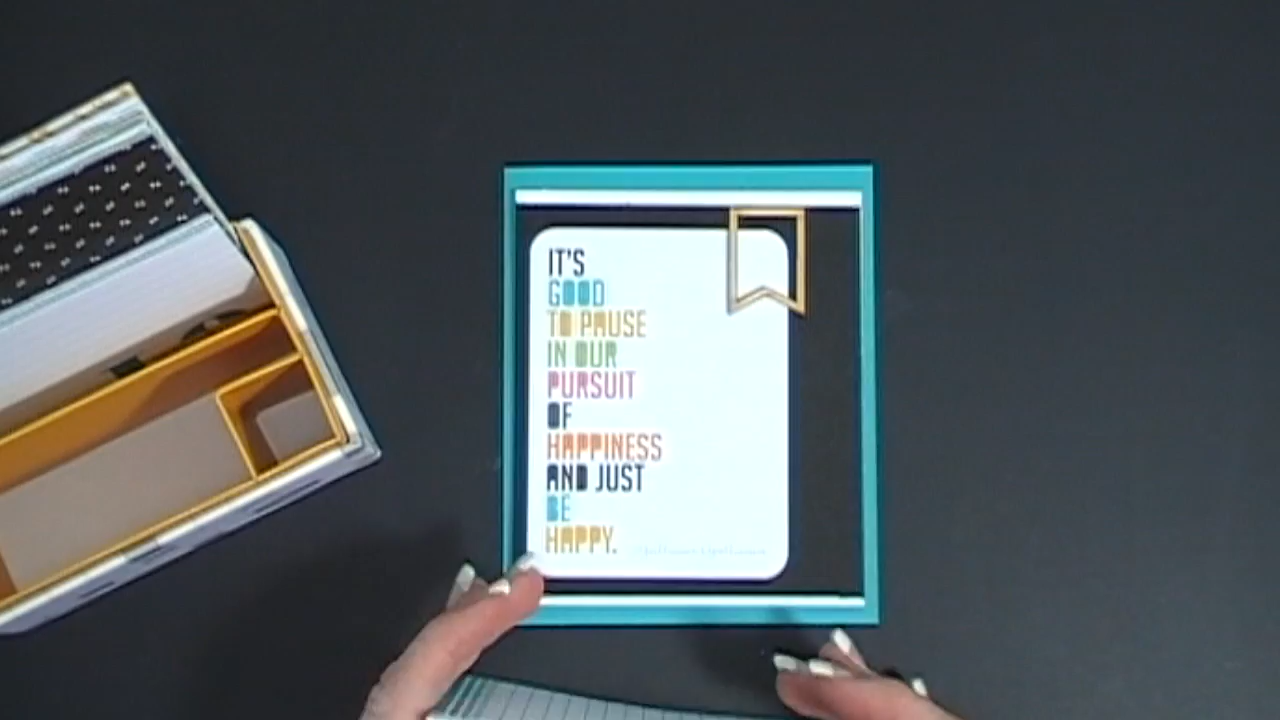 IT'S
GOOD
TO PAUSE
IN OUR
PURSUIT
OF
HAPPINESS
AND JUST
BE
HAPPY.